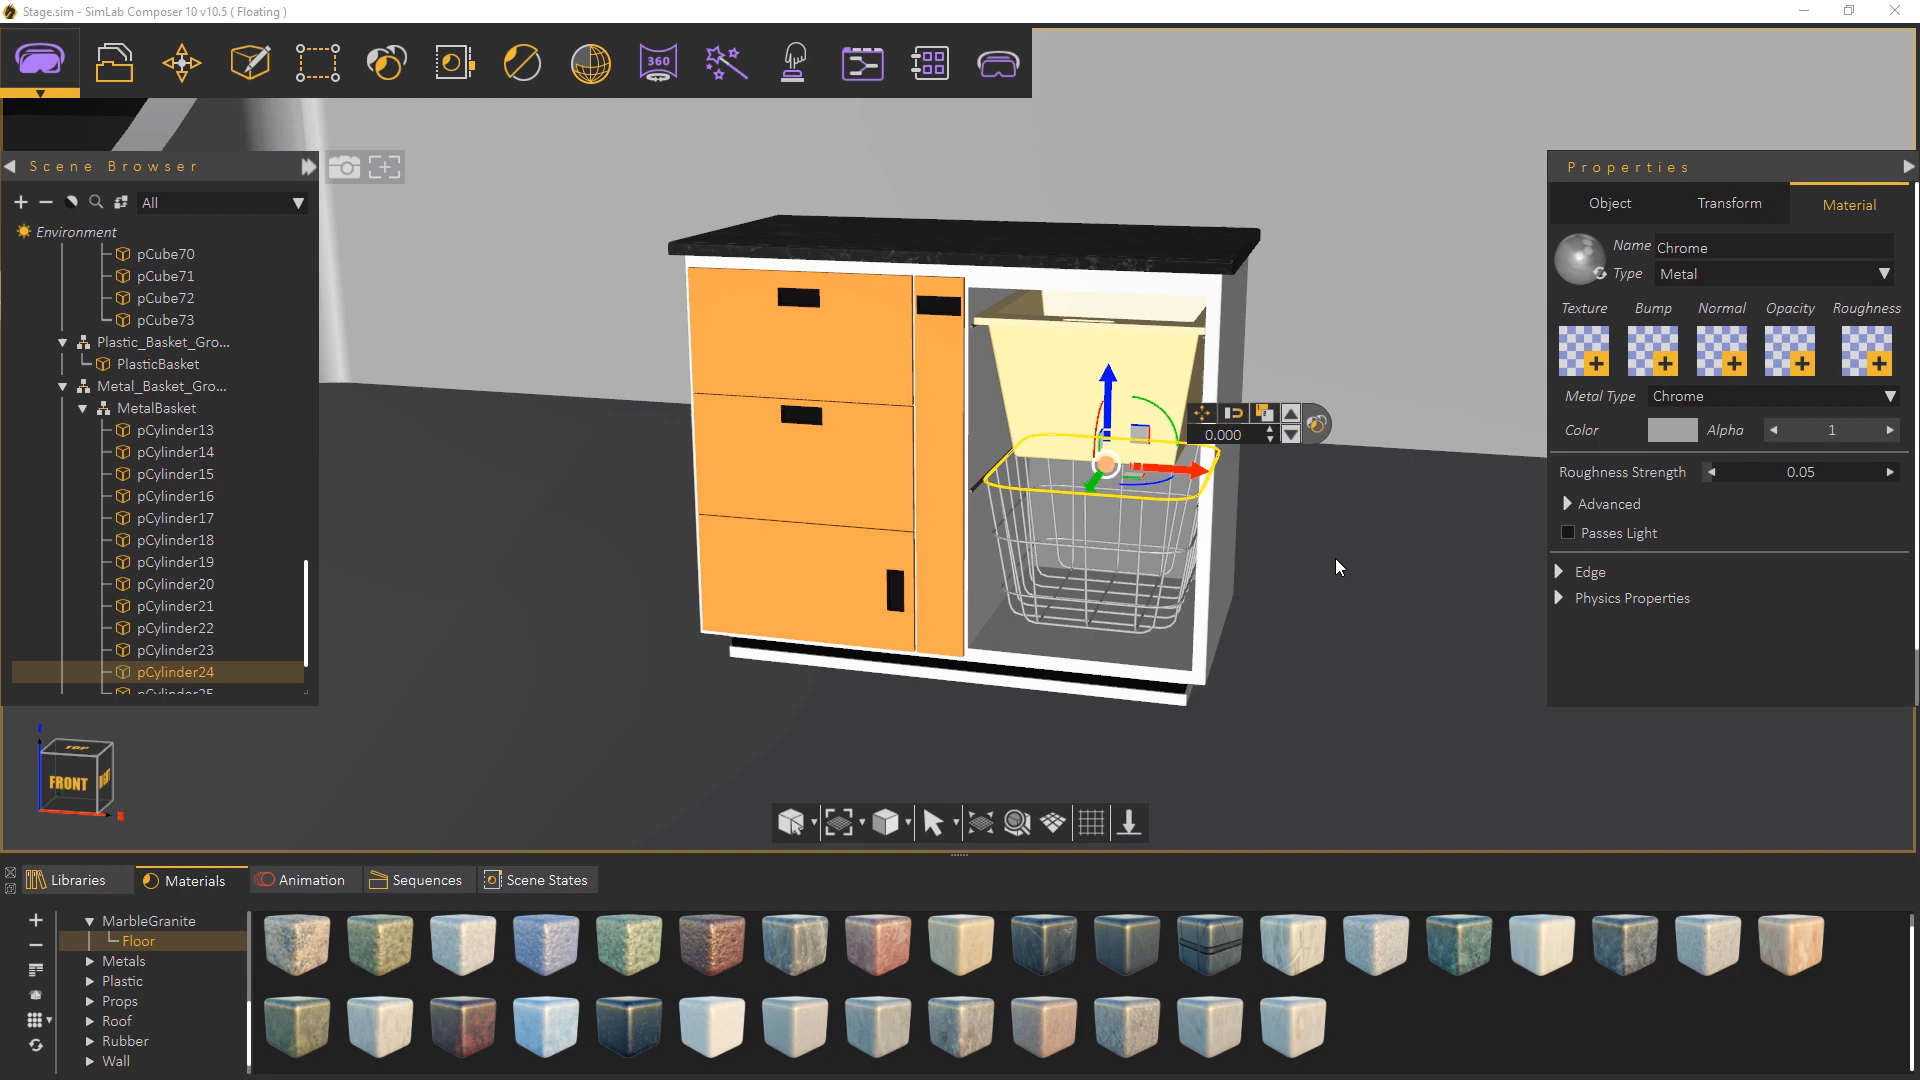 Stage.sim - SimLab Composer 10 v10.5 ( Floating )
360
Scene Browser
All
Environment
pCube70
pCube71
pCube72
pCube73
Plastic_Basket_Gro...
PlasticBasket
Metal_Basket_Gro...
MetalBasket
pCylinder13
pCylinder14
pCylinder15
pCylinder16
pCylinder17
pCylinder18
pCylinder19
pCylinder20
pCylinder21
pCylinder22
pCylinder23
pCylinder24
pCylinder25
0.000
Properties
Object Transform Material
Name Chrome
Type Metal
Texture Bump Normal Opacity Roughness
Metal Type Chrome
Color Alpha 1
Roughness Strength 0.05
Advanced
Passes Light
Edge
Physics Properties
TOP
FRONT
RIGHT
Libraries Materials Animation Sequences Scene States
MarbleGranite
Floor
Metals
Plastic
Props
Roof
Rubber
Wall